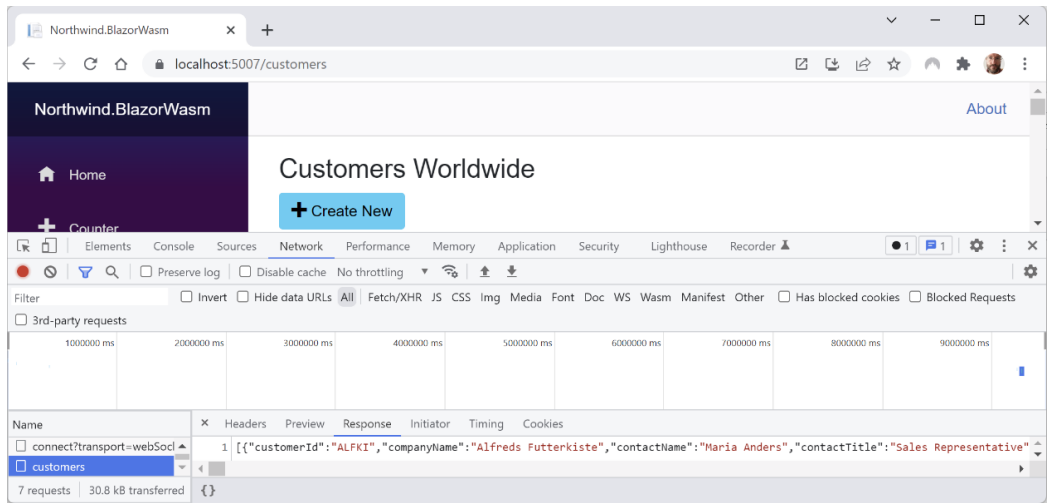 Northwind.BlazorWasm
localhost:5007/customers
Northwind.BlazorWasm
About
Home
Customers Worldwide
Create New
Counter
Elements Console Sources Network Performance Memory Application Security Lighthouse Recorder 1 1
Preserve log Disable cache No throttling
Filter Invert Hide data URLs All Fetch/XHR JS CSS Img Media Font Doc WS Wasm Manifest Other Has blocked cookies Blocked Requests
3rd-party requests
1000000 ms 2000000 ms 3000000 ms 4000000 ms 5000000 ms 6000000 ms 7000000 ms 8000000 ms 9000000 ms
Name × Headers Preview Response Initiator Timing Cookies
connect?transport=webSocl 1 [{"customerId":"ALFKI","companyName":"Alfreds Futterkiste","contactName":"Maria Anders","contactTitle":"Sales Representative"
customers
7 requests 30.8 kB transferred {}